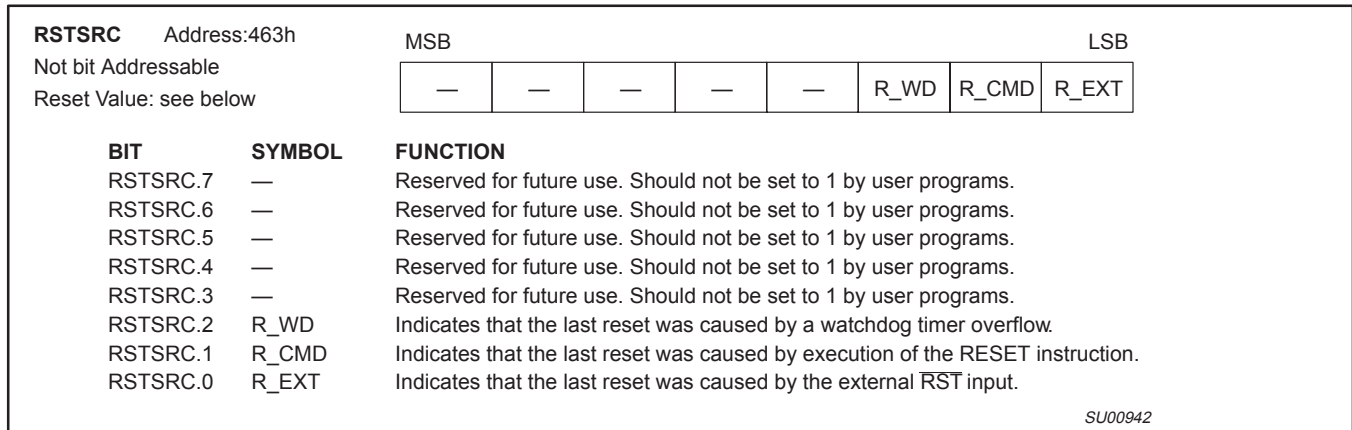 RSTSRC Address:463h
Not bit Addressable
Reset Value: see below
MSB LSB
— — — — — R_WD R_CMD R_EXT
BIT SYMBOL FUNCTION
RSTSRC.7 — Reserved for future use. Should not be set to 1 by user programs.
RSTSRC.6 — Reserved for future use. Should not be set to 1 by user programs.
RSTSRC.5 — Reserved for future use. Should not be set to 1 by user programs.
RSTSRC.4 — Reserved for future use. Should not be set to 1 by user programs.
RSTSRC.3 — Reserved for future use. Should not be set to 1 by user programs.
RSTSRC.2 R_WD Indicates that the last reset was caused by a watchdog timer overflow.
RSTSRC.1 R_CMD Indicates that the last reset was caused by execution of the RESET instruction.
RSTSRC.0 R_EXT Indicates that the last reset was caused by the external R̅S̅T̅ input.
SU00942